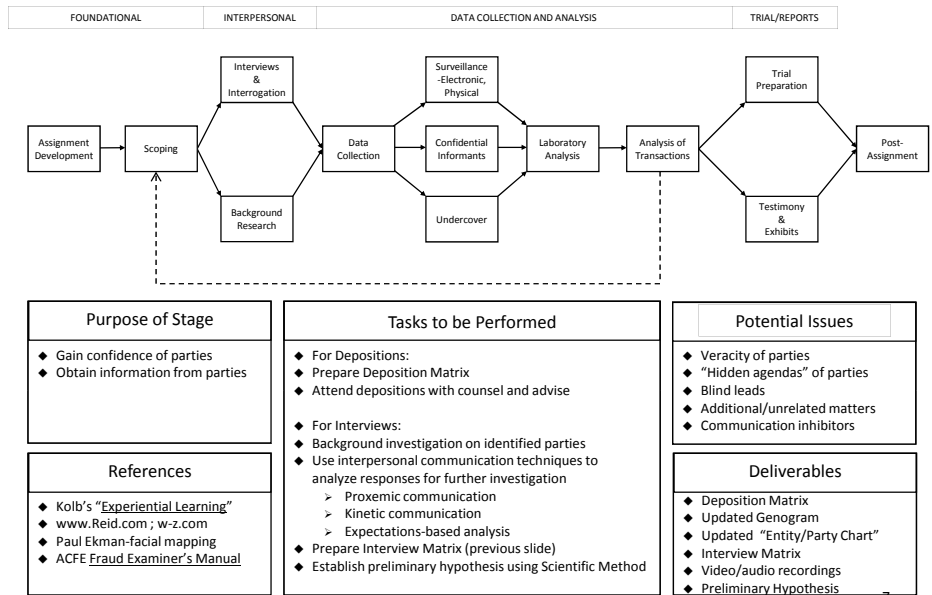 FOUNDATIONAL
INTERPERSONAL
DATA COLLECTION AND ANALYSIS
TRIAL/REPORTS
Interviews
&
Interrogation
Surveillance
-Electronic,
Physical
Trial
Preparation
Assignment
Development
Scoping
Data
Collection
Confidential
Informants
Laboratory
Analysis
Analysis of
Transactions
Post-
Assignment
Background
Research
Undercover
Testimony
&
Exhibits
Purpose of Stage
◆ Gain confidence of parties
◆ Obtain information from parties
References
◆ Kolb's "Experiential Learning"
◆ www.Reid.com ; w-z.com
◆ Paul Ekman-facial mapping
◆ ACFE Fraud Examiner's Manual
Tasks to be Performed
◆ For Depositions:
◆ Prepare Deposition Matrix
◆ Attend depositions with counsel and advise
◆ For Interviews:
◆ Background investigation on identified parties
◆ Use interpersonal communication techniques to
analyze responses for further investigation
➢ Proxemic communication
➢ Kinetic communication
➢ Expectations-based analysis
◆ Prepare Interview Matrix (previous slide)
◆ Establish preliminary hypothesis using Scientific Method
Potential Issues
◆ Veracity of parties
◆ "Hidden agendas" of parties
◆ Blind leads
◆ Additional/unrelated matters
◆ Communication inhibitors
Deliverables
◆ Deposition Matrix
◆ Updated Genogram
◆ Updated "Entity/Party Chart"
◆ Interview Matrix
◆ Video/audio recordings
◆ Preliminary Hypothesis